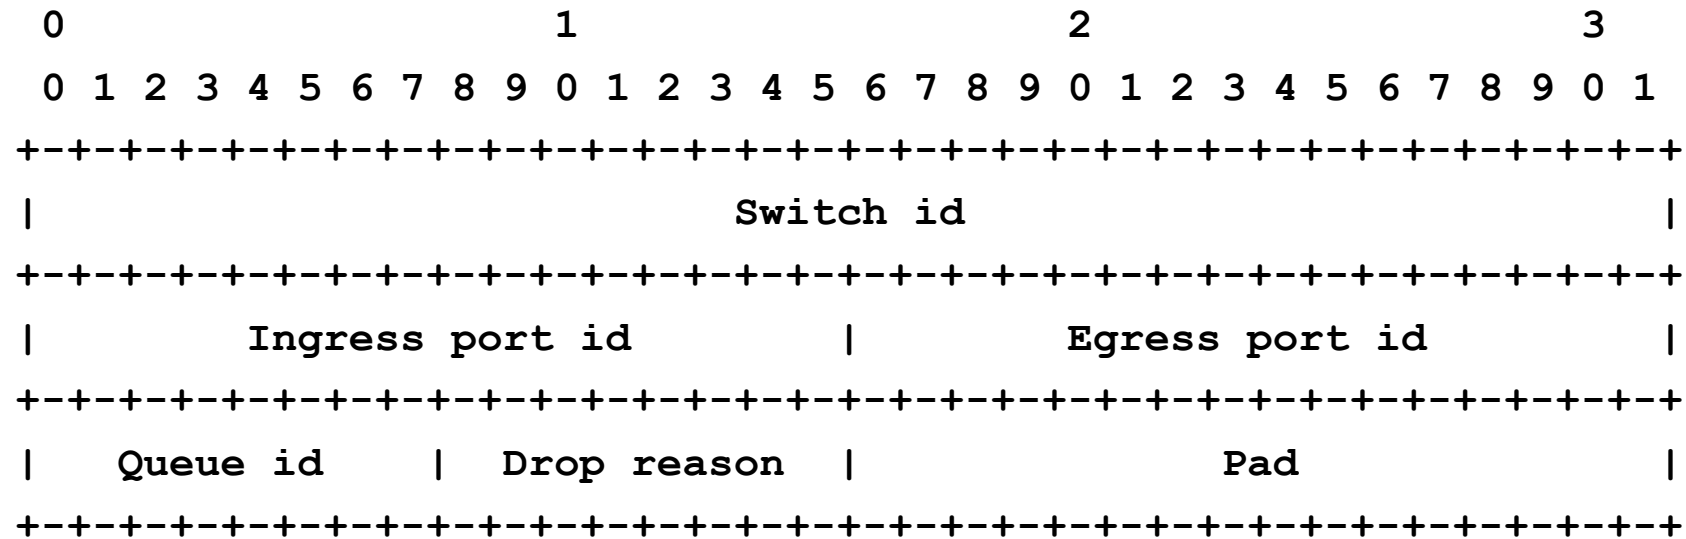 0                   1                   2                   3
 0 1 2 3 4 5 6 7 8 9 0 1 2 3 4 5 6 7 8 9 0 1 2 3 4 5 6 7 8 9 0 1
+-+-+-+-+-+-+-+-+-+-+-+-+-+-+-+-+-+-+-+-+-+-+-+-+-+-+-+-+-+-+-+-+
|                           Switch id                           |
+-+-+-+-+-+-+-+-+-+-+-+-+-+-+-+-+-+-+-+-+-+-+-+-+-+-+-+-+-+-+-+-+
|        Ingress port id        |        Egress port id         |
+-+-+-+-+-+-+-+-+-+-+-+-+-+-+-+-+-+-+-+-+-+-+-+-+-+-+-+-+-+-+-+-+
|   Queue id    |  Drop reason  |              Pad              |
+-+-+-+-+-+-+-+-+-+-+-+-+-+-+-+-+-+-+-+-+-+-+-+-+-+-+-+-+-+-+-+-+